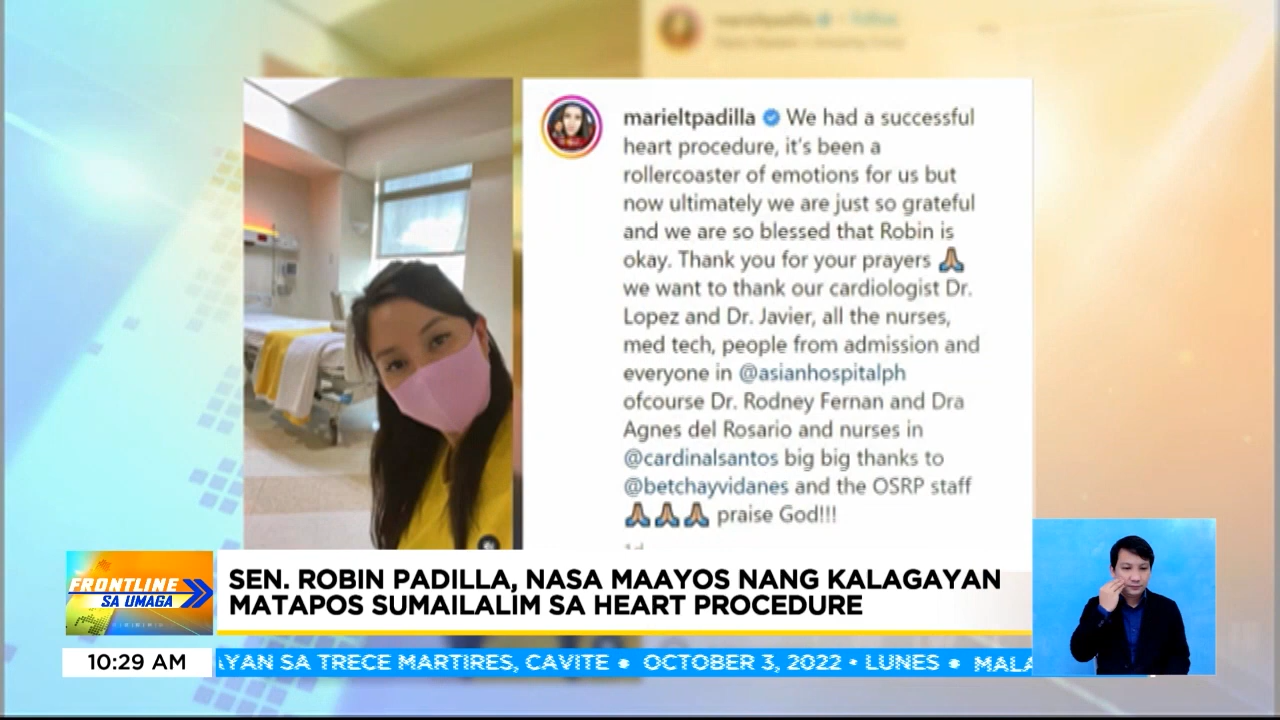 marieltpadilla
marieltpadilla We had a successful
heart procedure, it's been a
rollercoaster of emotions for us but
now ultimately we are just so grateful
and we are so blessed that Robin is
okay. Thank you for your prayers 🙏🏽
we want to thank our cardiologist Dr.
Lopez and Dr. Javier, all the nurses,
med tech, people from admission and
everyone in @asianhospitalph
ofcourse Dr. Rodney Fernan and Dra
Agnes del Rosario and nurses in
@cardinalsantos big big thanks to
@betchayvidanes and the OSRP staff
🙏🏽🙏🏽🙏🏽 praise God!!!
FRONTLINE
SA UMAGA
SEN. ROBIN PADILLA, NASA MAAYOS NANG KALAGAYAN
MATAPOS SUMAILALIM SA HEART PROCEDURE
10:29 AM
AYAN SA TRECE MARTIRES, CAVITE • OCTOBER 3, 2022 • LUNES • MALA